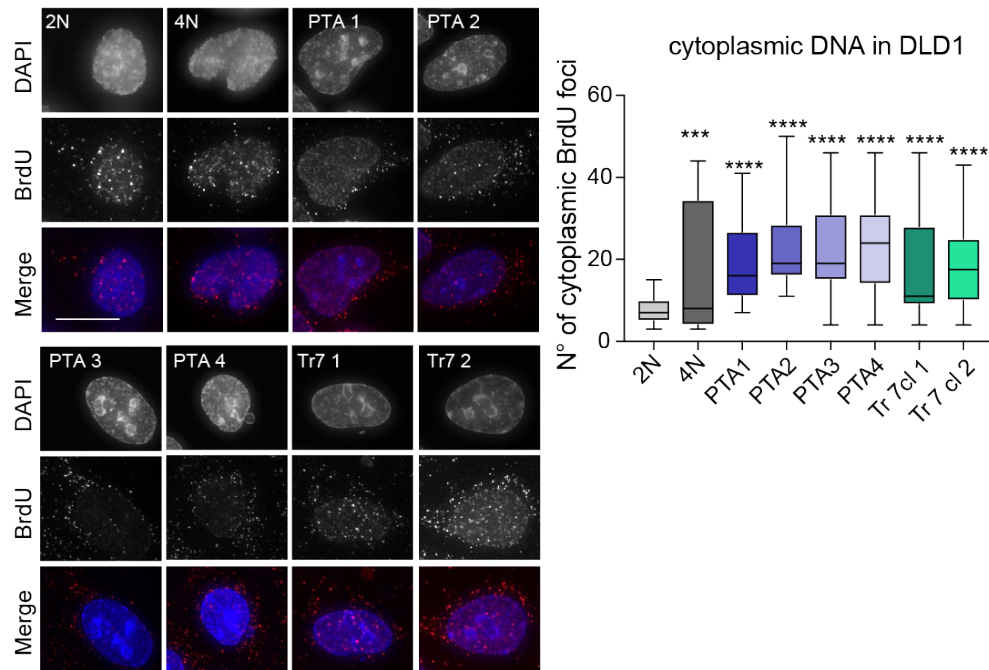 2N 4N PTA 1 PTA 2
DAPI
BrdU
Merge
PTA 3 PTA 4 Tr7 1 Tr7 2
DAPI
BrdU
Merge
cytoplasmic DNA in DLD1
N° of cytoplasmic BrdU foci
60
40
20
0
*** **** **** **** **** **** ****
2N 4N PTA1 PTA2 PTA3 PTA4 Tr 7cl 1 Tr 7 cl 2